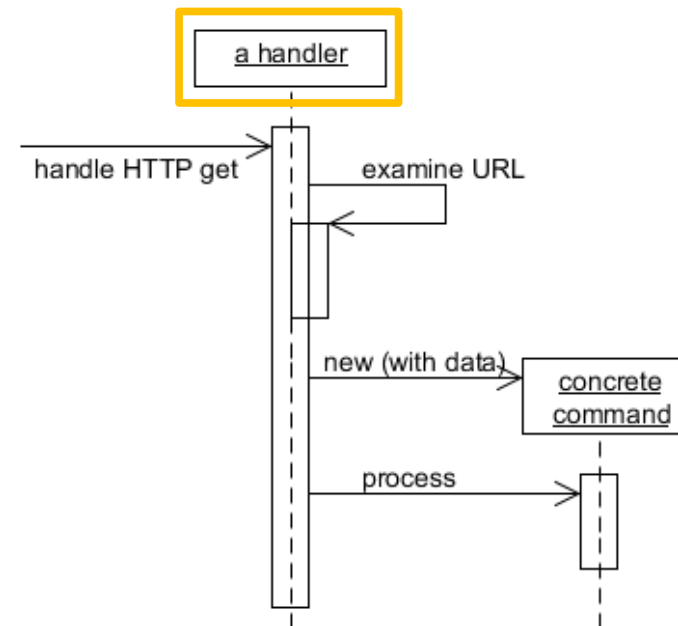 a handler
handle HTTP get
examine URL
new (with data)
concrete
command
process